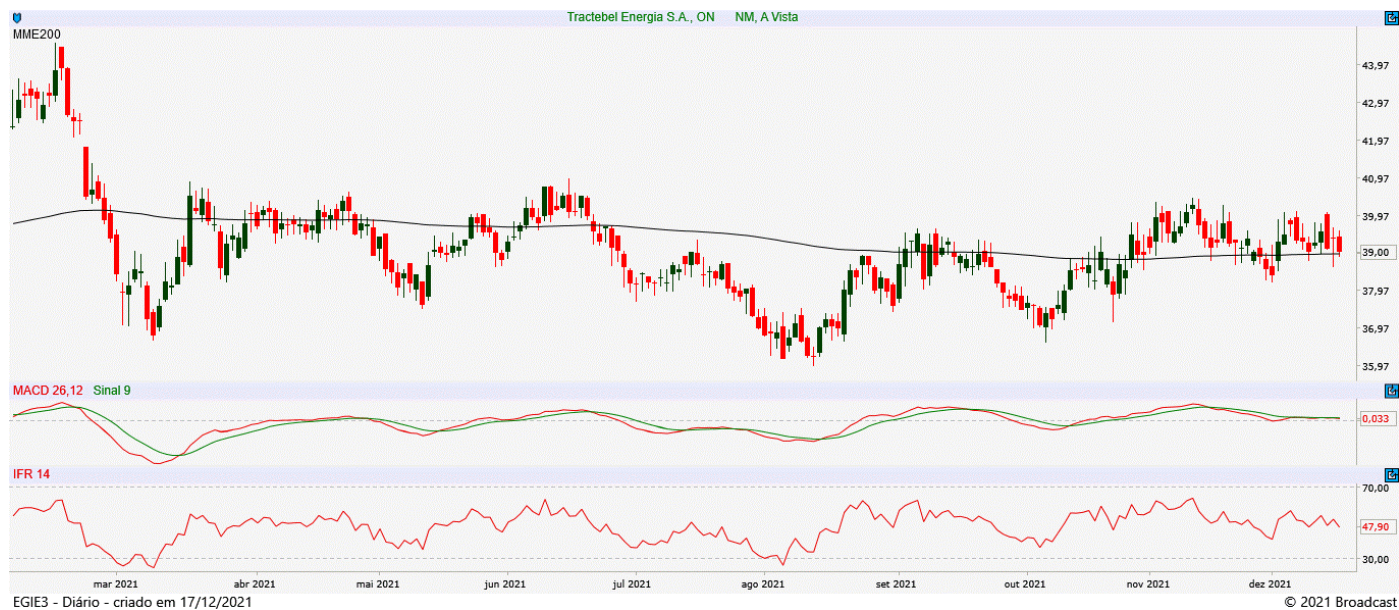 Tractebel Energia S.A., ON NM, A Vista
MME200
43,97
42,97
41,97
40,97
39,97
39,00
37,97
36,97
35,97
MACD 26,12 Sinal 9
0,033
IFR 14
70,00
47,90
30,00
mar 2021 abr 2021 mai 2021 jun 2021 jul 2021 ago 2021 set 2021 out 2021 nov 2021 dez 2021
EGIE3 - Diário - criado em 17/12/2021 © 2021 Broadcast